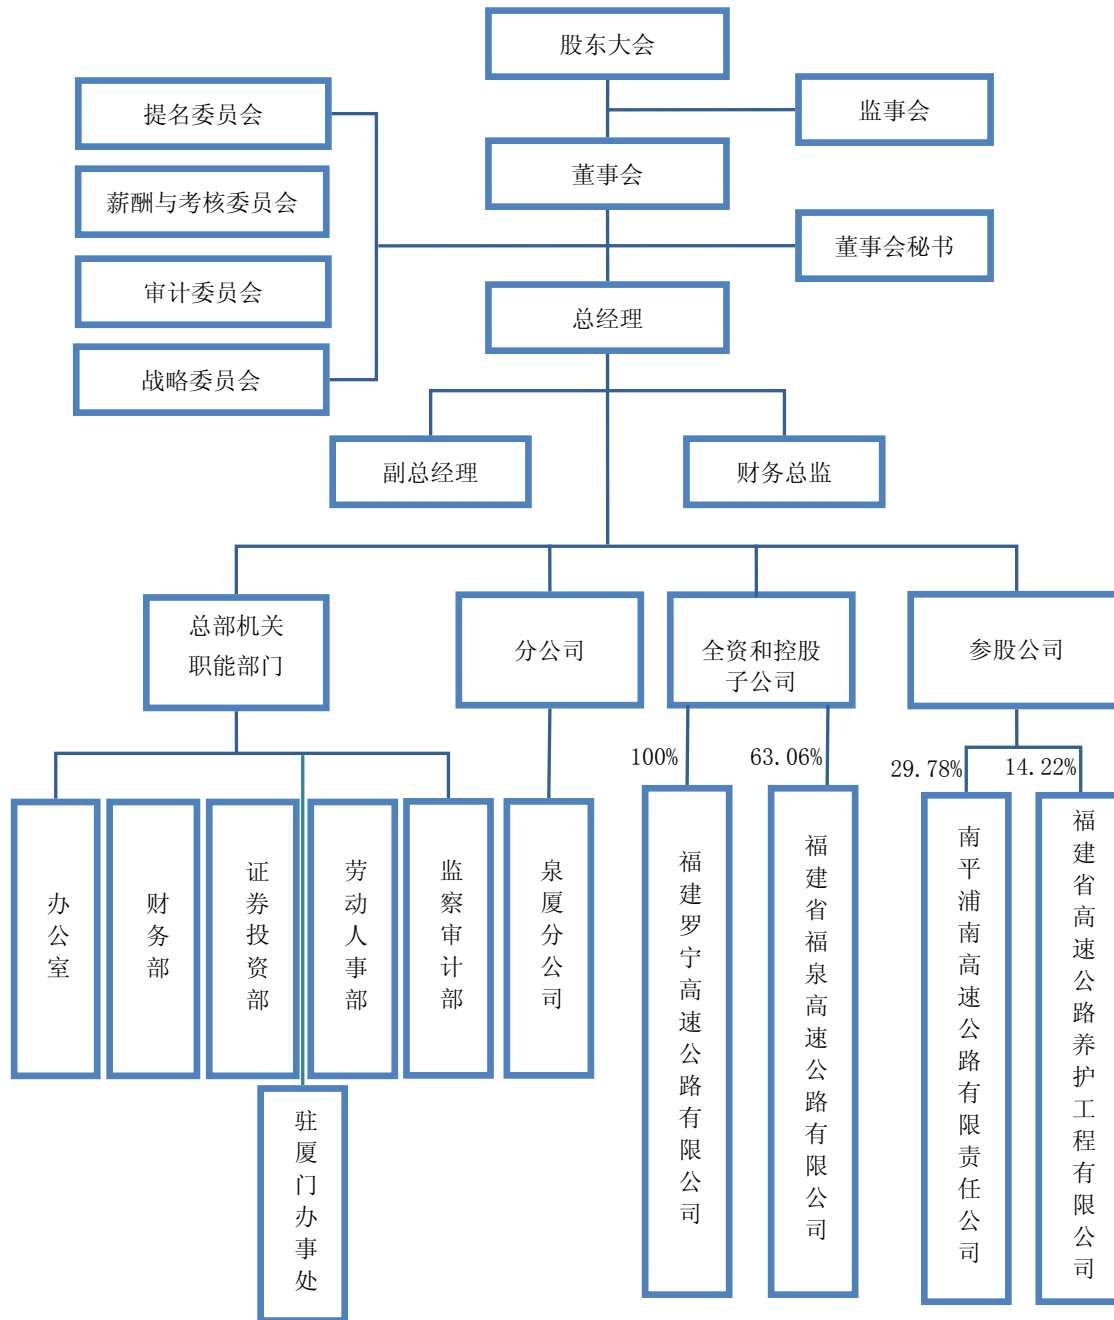 股东大会
提名委员会
监事会
董事会
薪酬与考核委员会
董事会秘书
审计委员会
总经理
战略委员会
副总经理
财务总监
总部机关
职能部门
分公司
全资和控股
子公司
参股公司
100%
63.06%
29.78%
14.22%
办公室
财务部
证券投资部
劳动人事部
监察审计部
泉厦分公司
福建罗宁高速公路有限公司
福建省福泉高速公路有限公司
南平浦南高速公路有限责任公司
福建省高速公路养护工程有限公司
驻厦门办事处